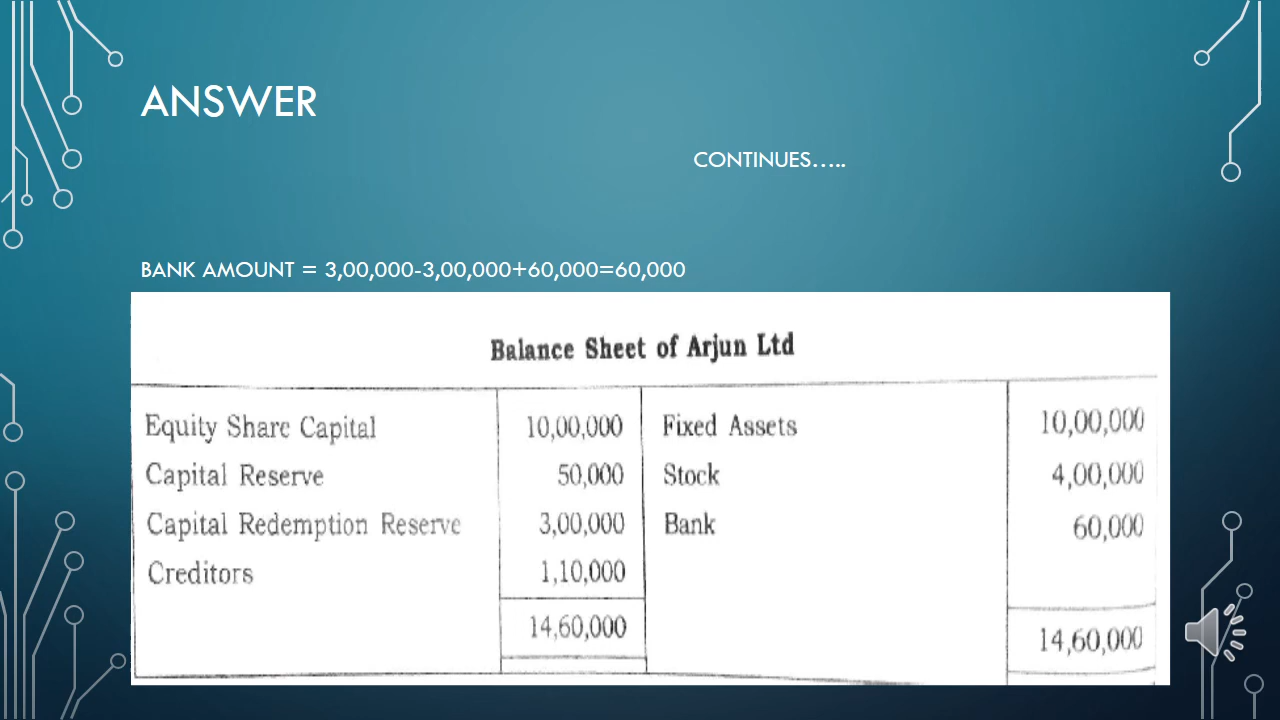 ANSWER
CONTINUES…..
BANK AMOUNT = 3,00,000-3,00,000+60,000=60,000
Balance Sheet of Arjun Ltd
Equity Share Capital 10,00,000 Fixed Assets 10,00,000
Capital Reserve 50,000 Stock 4,00,000
Capital Redemption Reserve 3,00,000 Bank 60,000
Creditors 1,10,000
14,60,000 14,60,000